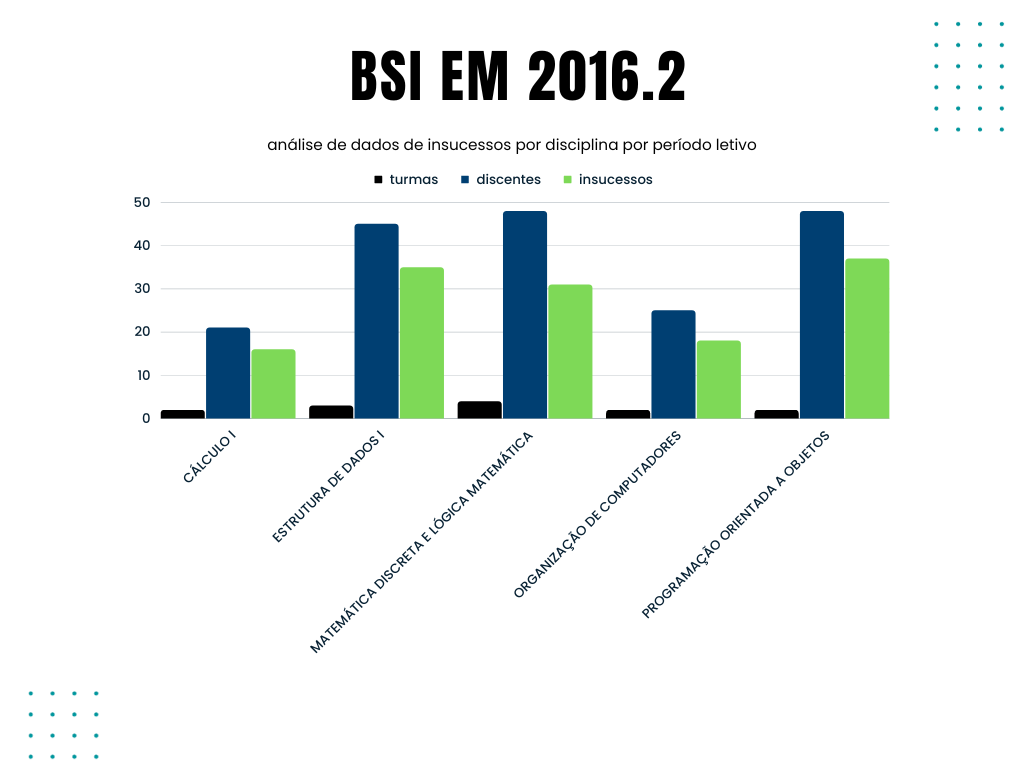 BSI EM 2016.2
análise de dados de insucessos por disciplina por período letivo
turmas discentes insucessos
50
40
30
20
10
0
CÁLCULO I
ESTRUTURA DE DADOS I
MATEMÁTICA DISCRETA E LÓGICA MATEMÁTICA
ORGANIZAÇÃO DE COMPUTADORES
PROGRAMAÇÃO ORIENTADA A OBJETOS